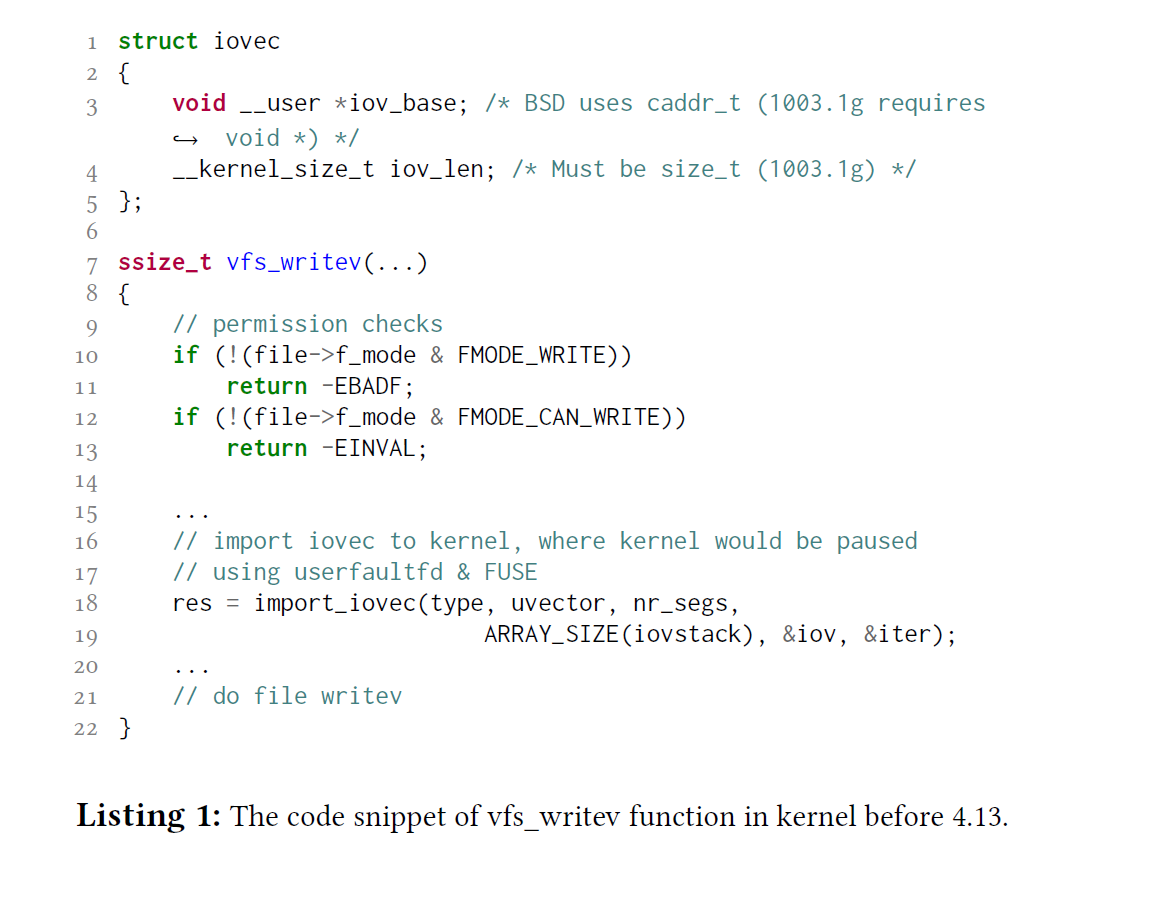 1 struct iovec
2 {
3 void __user *iov_base; /* BSD uses caddr_t (1003.1g requires
↪ void *) */
4 __kernel_size_t iov_len; /* Must be size_t (1003.1g) */
5 };
6
7 ssize_t vfs_writev(...)
8 {
9 // permission checks
10 if (!(file->f_mode & FMODE_WRITE))
11 return -EBADF;
12 if (!(file->f_mode & FMODE_CAN_WRITE))
13 return -EINVAL;
14
15 ...
16 // import iovec to kernel, where kernel would be paused
17 // using userfaultfd & FUSE
18 res = import_iovec(type, uvector, nr_segs,
19 ARRAY_SIZE(iovstack), &iov, &iter);
20 ...
21 // do file writev
22 }
Listing 1: The code snippet of vfs_writev function in kernel before 4.13.